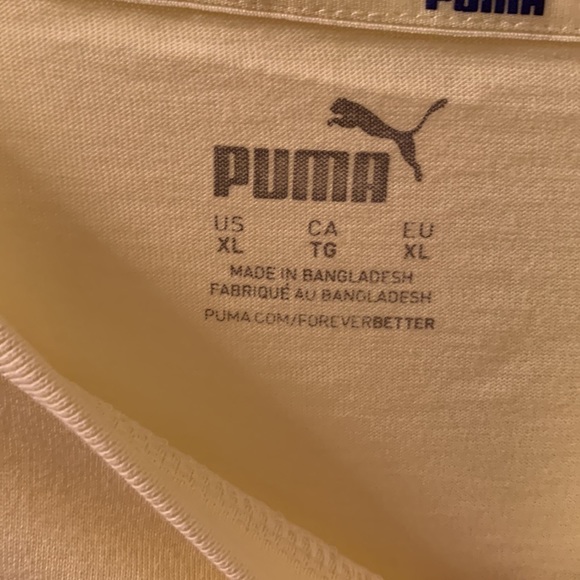 PUMA
PUMA
US CA EU
XL TG XL
MADE IN BANGLADESH
FABRIQUÉ AU BANGLADESH
PUMA.COM/FOREVERBETTER